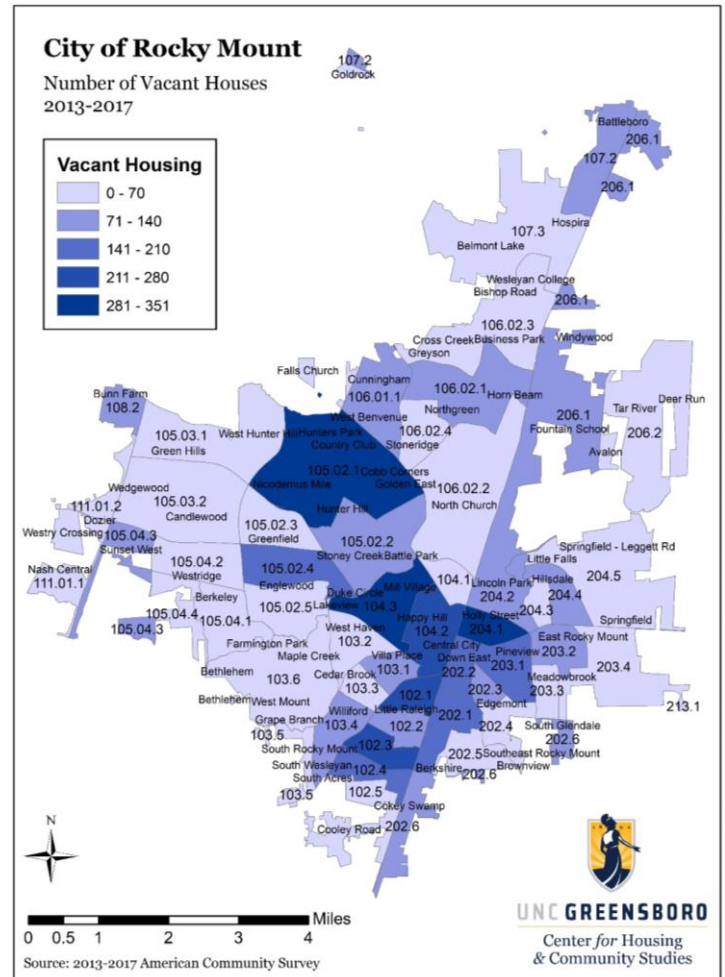 City of Rocky Mount
Number of Vacant Houses
2013-2017
Vacant Housing
0 - 70
71 - 140
141 - 210
211 - 280
281 - 351
107.2
Goldrock
Battleboro
206.1
107.2
206.1
Hospira
107.3
Belmont Lake
Wesleyan College
Bishop Road
206.1
106.02.3
Cross Creek
Business Park
Windywood
Greyson
Falls Church
Cunningham
106.01.1
106.02.1
Horn Beam
Deer Run
Bunn Farm
108.2
Northgreen
206.1
Tar River
West Benvenue
Fountain School
206.2
105.03.1
West Hunter Hill
Hunters Park
106.02.4
Green Hills
Country Club
Stoneridge
Avalon
105.02.1
Cobb Corners
Wedgewood
Nicodemus Mile
Golden East
106.02.2
105.03.2
North Church
111.01.2
Candlewood
Hunter Hill
Dozier
105.02.3
Westry Crossing
105.04.3
Greenfield
105.02.2
Sunset West
Stoney Creek
Battle Park
Springfield - Leggett Rd
105.04.2
Little Falls
Nash Central
Westridge
105.02.4
104.1
Lincoln Park
Hillsdale
204.5
111.01.1
Englewood
Mill Village
204.2
204.4
Berkeley
Duke Circle
204.3
105.04.4
105.02.5
Lakeview
104.3
Happy Hill
Holly Street
Springfield
105.04.3
105.04.1
West Haven
104.2
204.1
103.2
East Rocky Mount
Farmington Park
Central City
Pineview
203.2
Maple Creek
Villa Place
Down East
203.1
203.4
Bethlehem
103.6
Cedar Brook
103.1
202.2
Meadowbrook
103.3
202.3
203.3
Bethlehem
West Mount
102.1
Edgemont
213.1
Grape Branch
Williford
Little Raleigh
202.1
103.5
103.4
102.2
202.4
South Glendale
South Rocky Mount
102.3
202.6
202.5
Southeast Rocky Mount
South Wesleyan
102.4
Berkshire
Brownview
South Acres
202.6
103.5
102.5
Cokey Swamp
Cooley Road
202.6
N
Miles
0 0.5 1 2 3 4
Source: 2013-2017 American Community Survey
UNC GREENSBORO
Center for Housing
& Community Studies